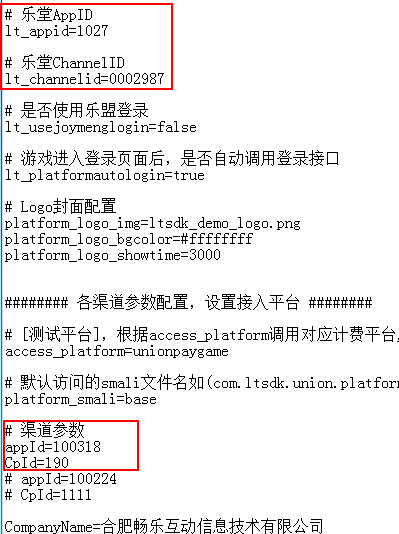 # 乐堂AppID
lt_appid=1027
# 乐堂ChannelID
lt_channelid=0002987
# 是否使用乐盟登录
lt_usejoymenglogin=false
# 游戏进入登录页面后，是否自动调用登录接口
lt_platformautologin=true
# Logo封面配置
platform_logo_img=ltsdk_demo_logo.png
platform_logo_bgcolor=#ffffffff
platform_logo_showtime=3000
######## 各渠道参数配置，设置接入平台 ########
# [测试平台]，根据access_platform调用对应计费平台,
access_platform=unionpaygame
# 默认访问的smali文件名如(com.ltsdk.union.platfor
platform_smali=base
# 渠道参数
appId=100318
CpId=190
# appId=100224
# CpId=1111
CompanyName=合肥畅乐互动信息技术有限公司